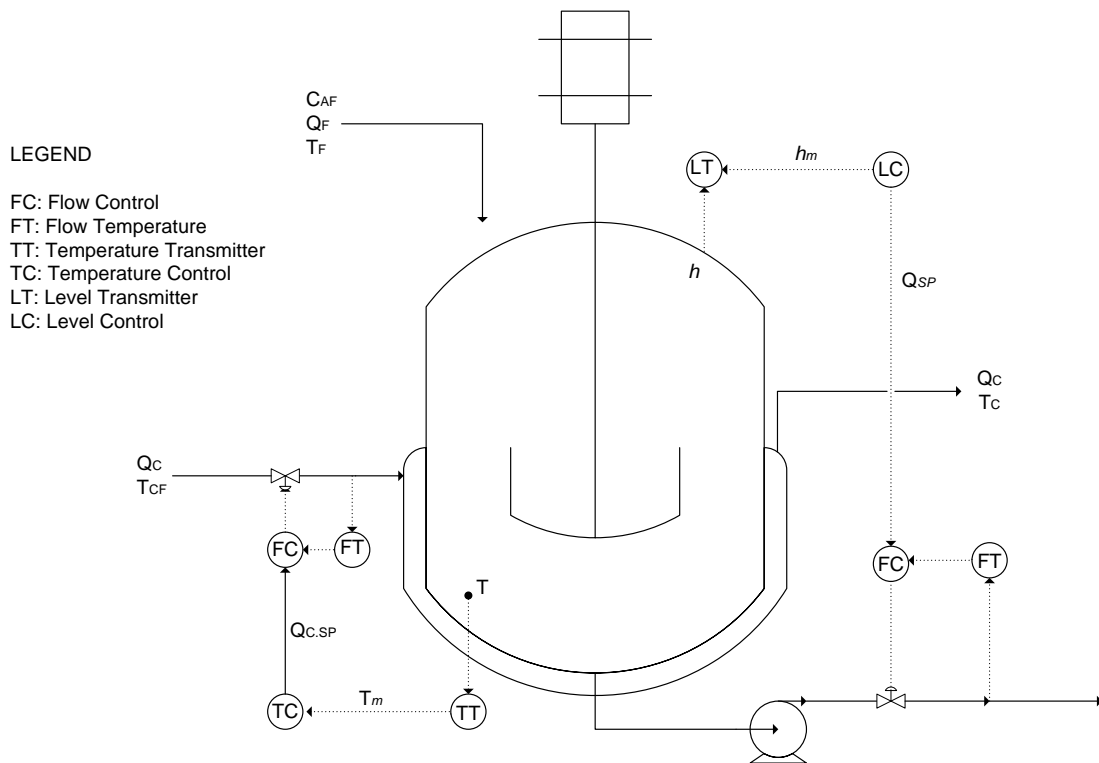 CAF
QF
TF
LEGEND
FC: Flow Control
FT: Flow Temperature
TT: Temperature Transmitter
TC: Temperature Control
LT: Level Transmitter
LC: Level Control
LT
hm
LC
h
QSP
QC
TC
QC
TCF
FC
FT
FC
FT
T
QC.SP
TC
Tm
TT